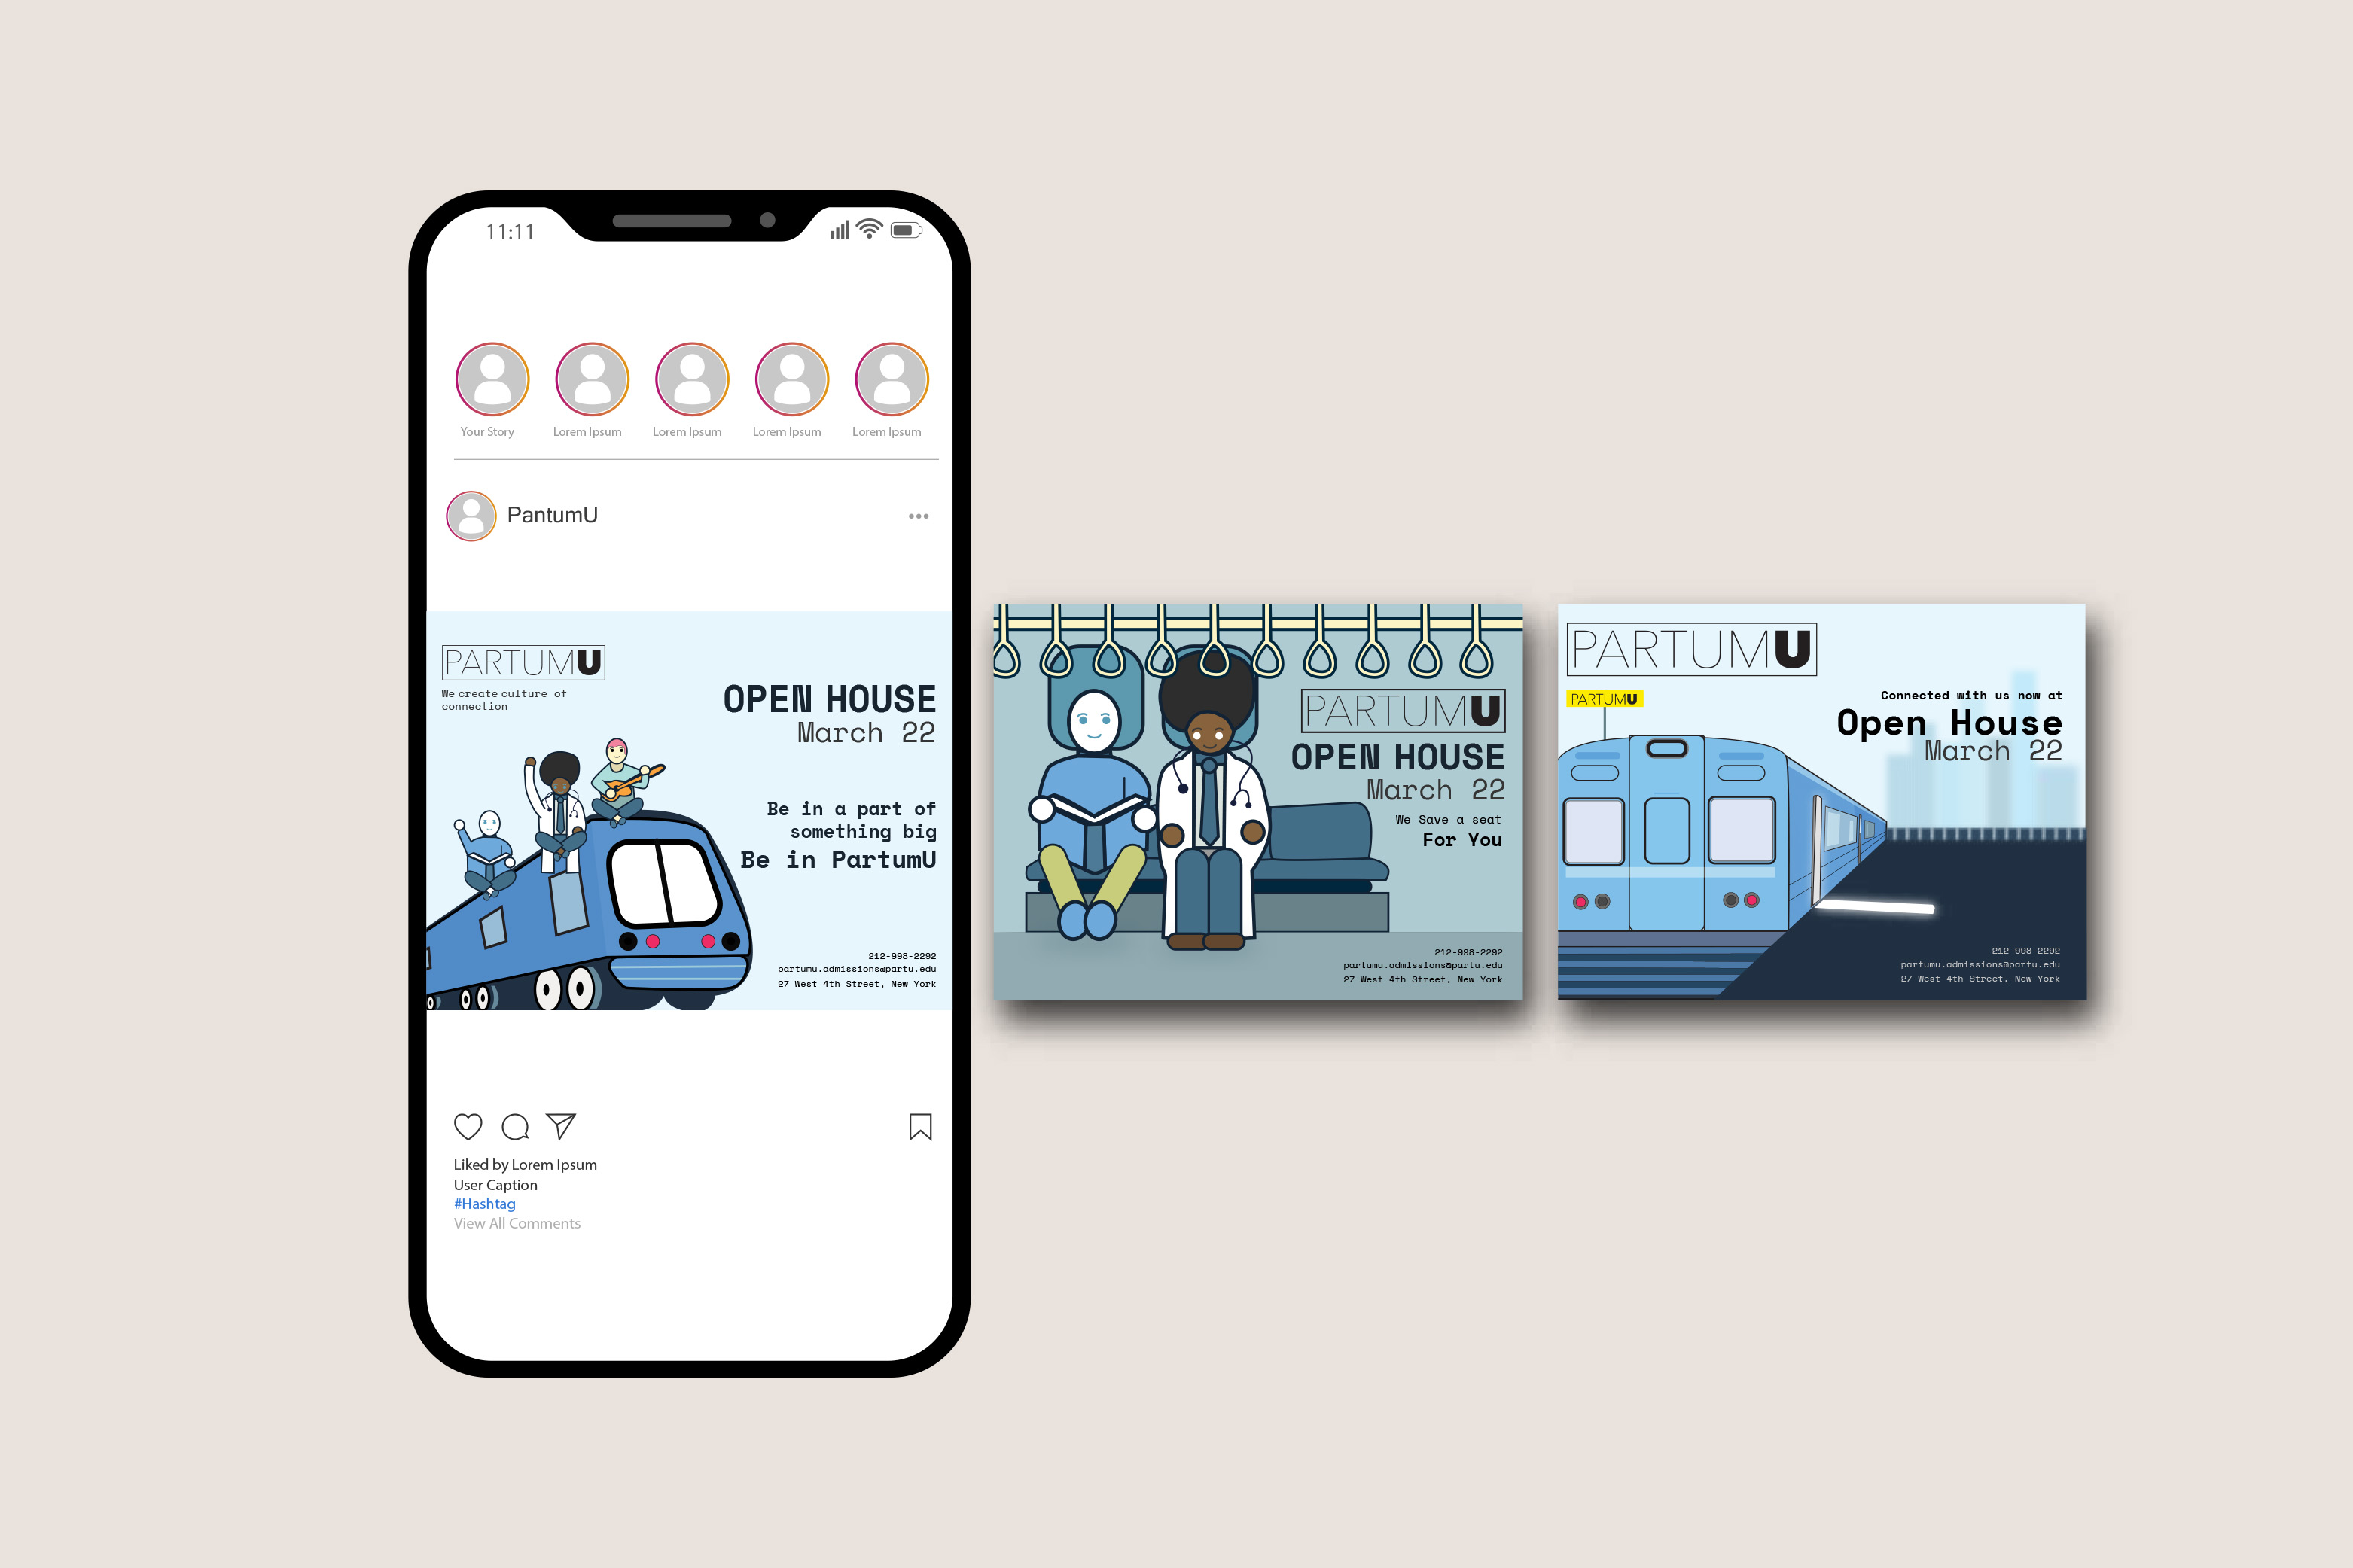 11:11
Your Story
Lorem Ipsum
Lorem Ipsum
Lorem Ipsum
Lorem Ipsum
PantumU
PARTUMU
We create culture of
connection
OPEN HOUSE
March 22
Be in a part of
something big
Be in PartumU
212-998-2292
partumu.admissions@partu.edu
27 West 4th Street, New York
Liked by Lorem Ipsum
User Caption
#Hashtag
View All Comments
PARTUMU
OPEN HOUSE
March 22
We Save a seat
For You
212-998-2292
partumu.admissions@partu.edu
27 West 4th Street, New York
PARTUMU
PARTUMU
Connected with us now at
Open House
March 22
212-998-2292
partumu.admissions@partu.edu
27 West 4th Street, New York